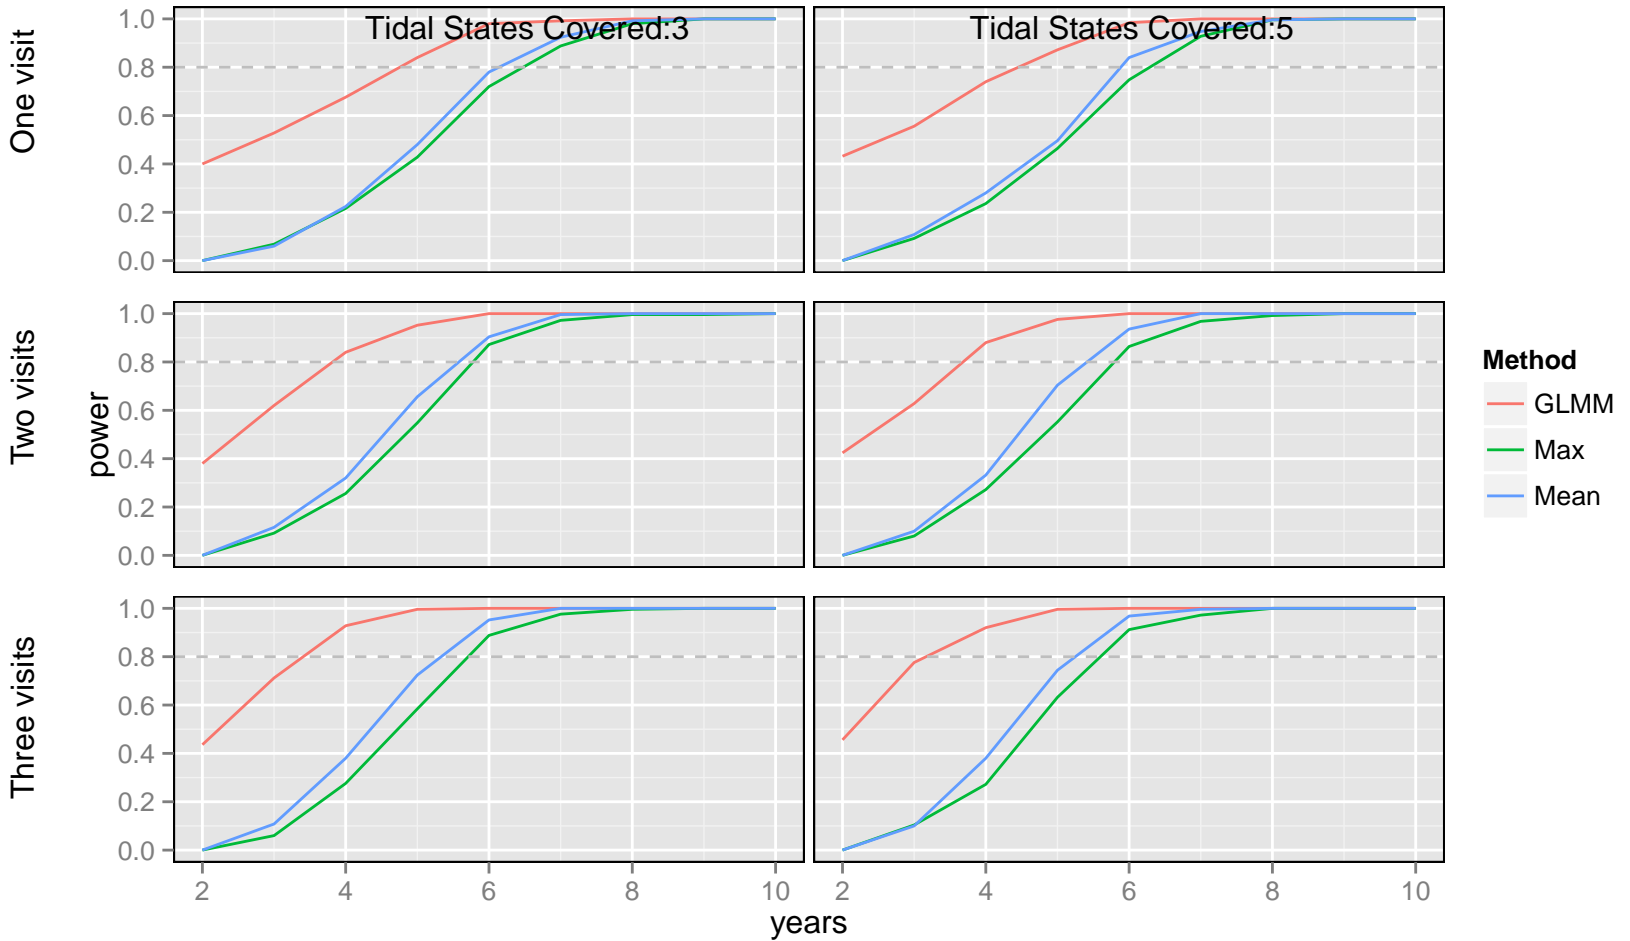 Tidal States Covered:3
Tidal States Covered:5
One visit
1.0
0.8
0.6
0.4
0.2
0.0
Two visits
1.0
0.8
0.6
0.4
0.2
0.0
power
Three visits
1.0
0.8
0.6
0.4
0.2
0.0
2 4 6 8 10
2 4 6 8 10
years
Method
GLMM
Max
Mean